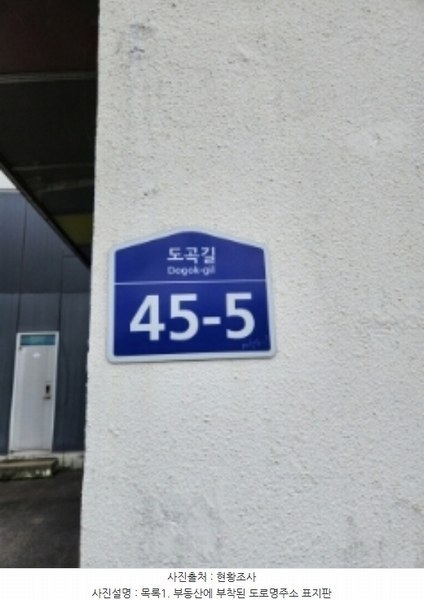 도곡길
Dogok-gil
45-5
사진출처 : 현황조사
사진설명 : 목록1. 부동산에 부착된 도로명주소 표지판